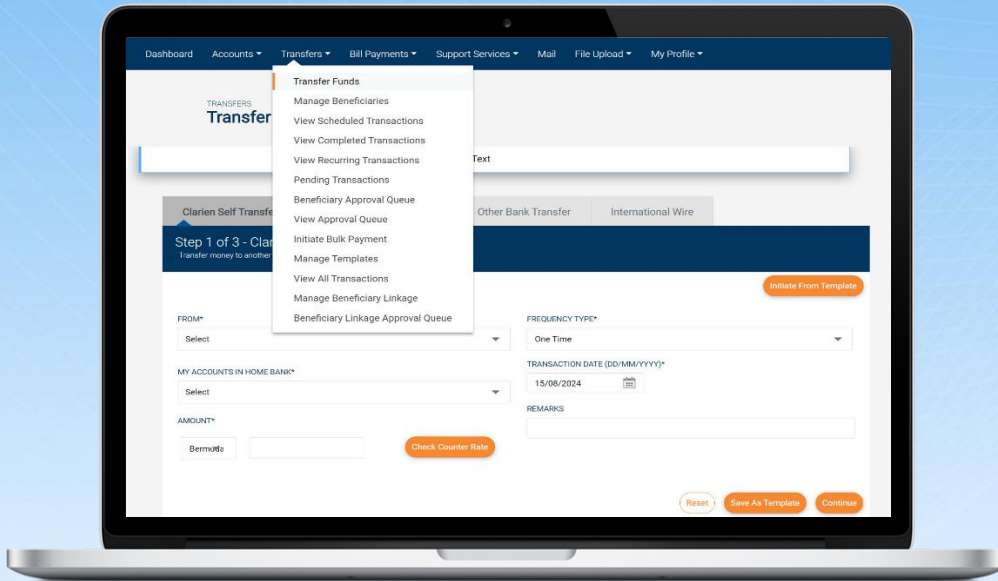 Dashboard Accounts Transfers Bill Payments Support Services Mail File Upload My Profile
Transfer Funds
Manage Beneficiaries
View Scheduled Transactions
View Completed Transactions
View Recurring Transactions
Pending Transactions
Beneficiary Approval Queue
View Approval Queue
Initiate Bulk Payment
Manage Templates
View All Transactions
Manage Beneficiary Linkage
Beneficiary Linkage Approval Queue
TRANSFERS
Transfer
Text
Clarien Self Other Bank Transfer International Wire
Step 1 of 3 -
Transfer money to another
Initiate From Template
FROM*
Select
MY ACCOUNTS IN HOME BANK*
Select
AMOUNT*
Check Counter Rate
FREQUENCY TYPE*
One Time
TRANSACTION DATE (DD/MM/YYYY)*
15/08/2024
REMARKS
Reset Save As Template Continue